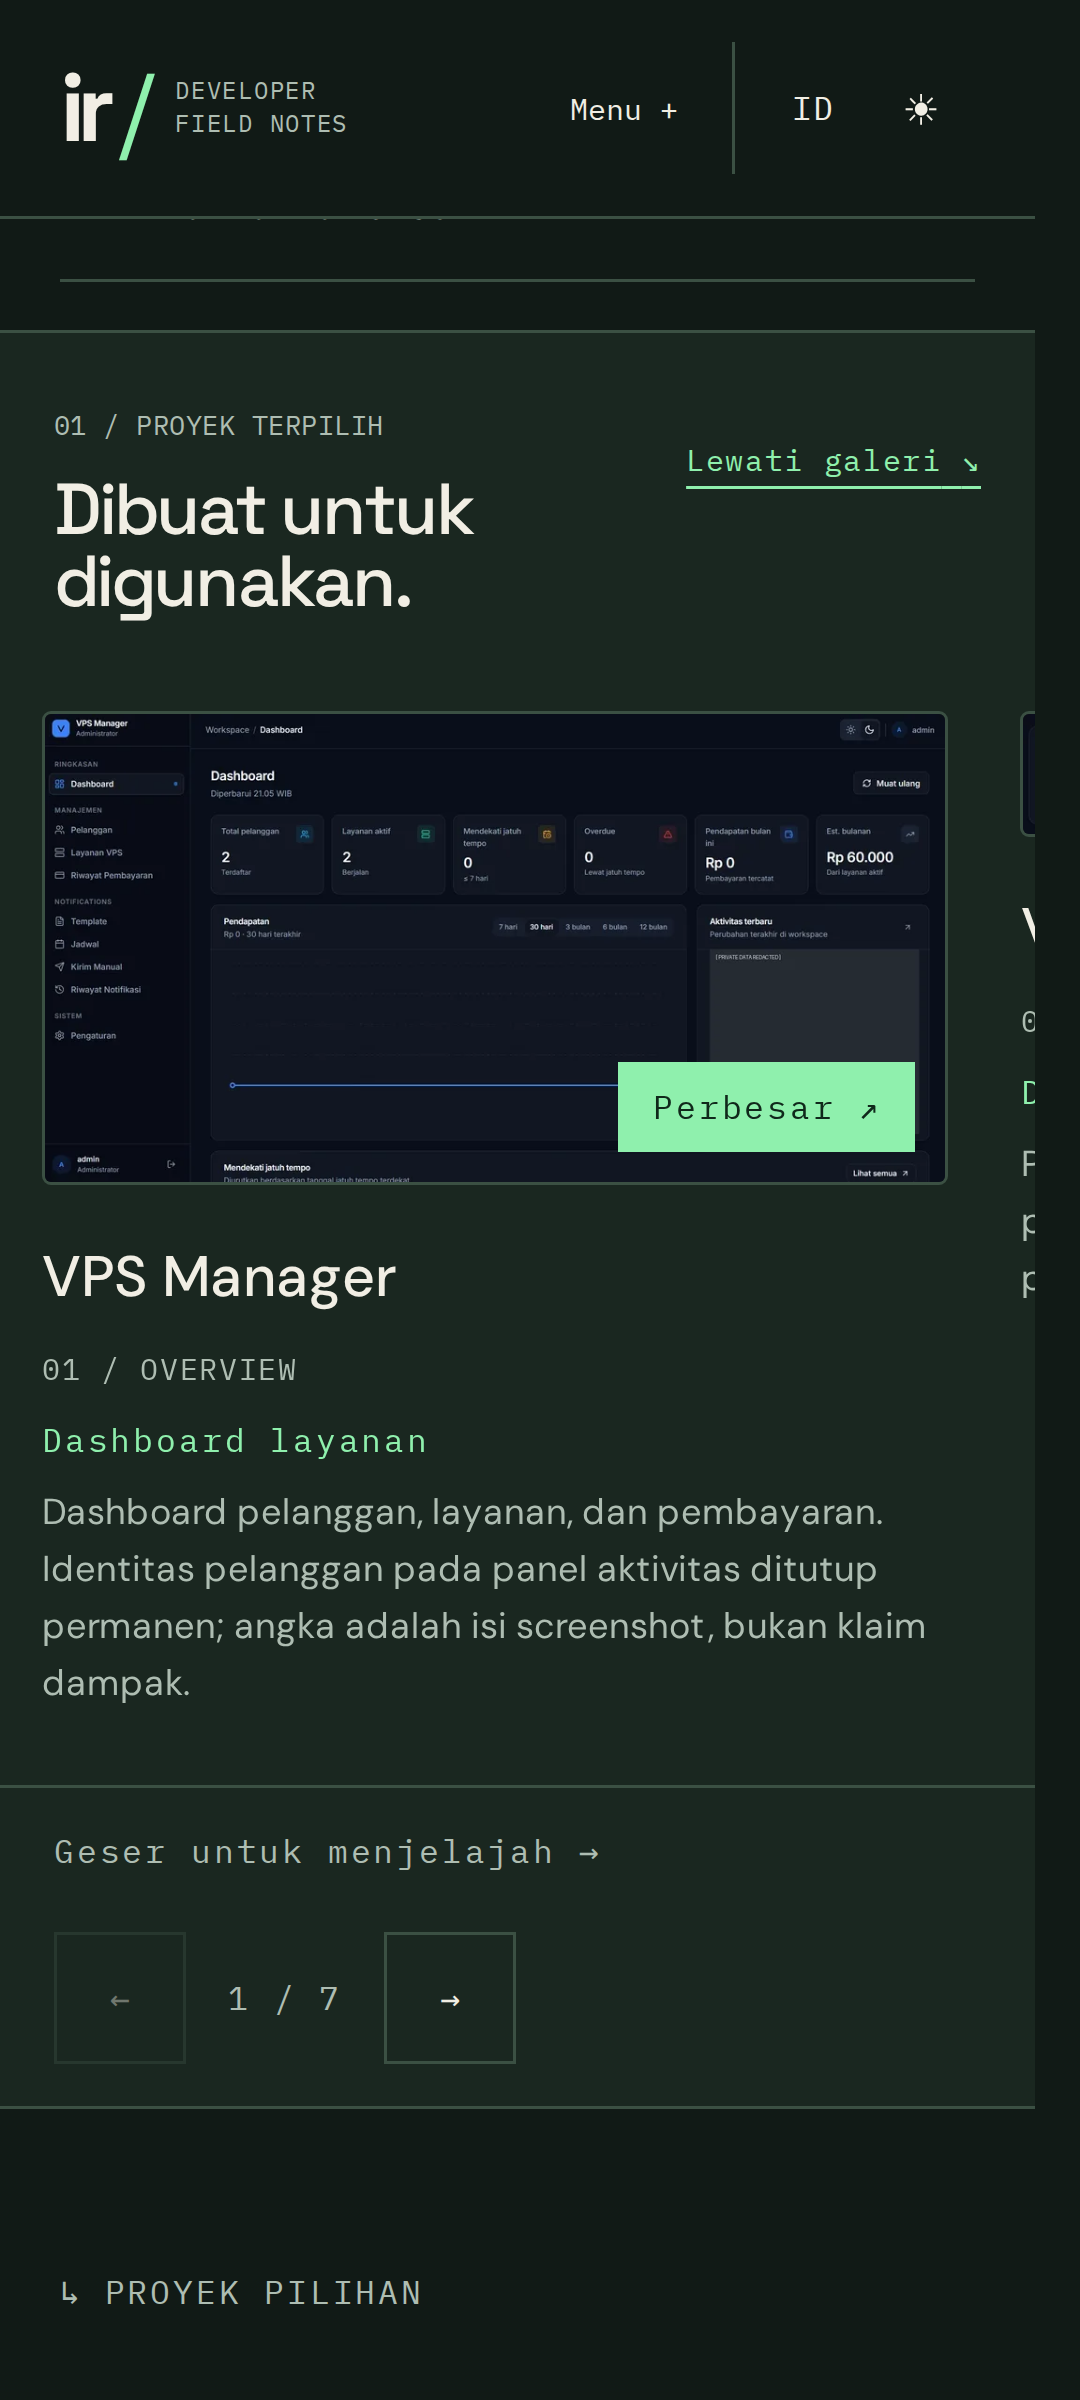 ir/
DEVELOPER
FIELD NOTES
Menu +
ID
01 / PROYEK TERPILIH
Lewati galeri ↘
Dibuat untuk
digunakan.
VPS Manager
Administrator
Workspace / Dashboard
A admin
RINGKASAN
Dashboard
MANAJEMEN
Pelanggan
Layanan VPS
Riwayat Pembayaran
NOTIFICATIONS
Template
Jadwal
Kirim Manual
Riwayat Notifikasi
SISTEM
Pengaturan
A admin
Administrator
Dashboard
Diperbarui 21.05 WIB
Muat ulang
Total pelanggan
2
Terdaftar
Layanan aktif
2
Berjalan
Mendekati jatuh
tempo
0
≤ 7 hari
Overdue
0
Lewat jatuh tempo
Pendapatan bulan
ini
Rp 0
Pembayaran tercatat
Est. bulanan
Rp 60.000
Dari layanan aktif
Pendapatan
Rp 0 · 30 hari terakhir
7 hari 30 hari 3 bulan 6 bulan 12 bulan
Aktivitas terbaru
Perubahan terakhir di workspace
[PRIVATE DATA REDACTED]
Perbesar ↗
Mendekati jatuh tempo
Diurutkan berdasarkan tanggal jatuh tempo terdekat
Lihat semua ↗
VPS Manager
01 / OVERVIEW
Dashboard layanan
Dashboard pelanggan, layanan, dan pembayaran.
Identitas pelanggan pada panel aktivitas ditutup
permanen; angka adalah isi screenshot, bukan klaim
dampak.
Geser untuk menjelajah →
← 1 / 7 →
↳ PROYEK PILIHAN